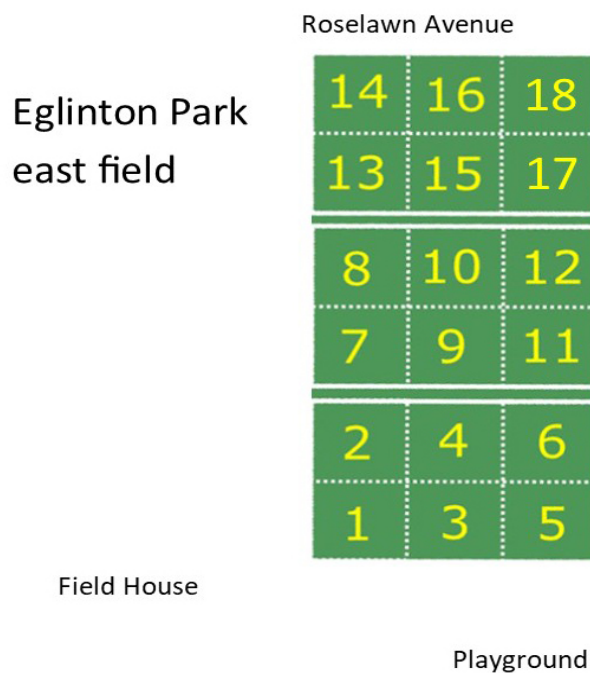 Roselawn Avenue
Eglinton Park
east field
14 16 18
13 15 17
8 10 12
7 9 11
2 4 6
1 3 5
Field House
Playground